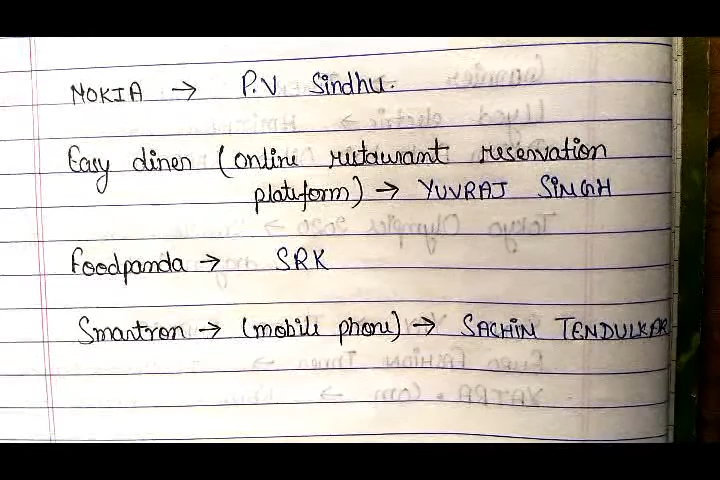 NOKIA → P.V Sindhu.
Easy diner (online restaurant reservation
platform) → YUVRAJ SINGH
Foodpanda → SRK
Smartron → (mobile phone) → SACHIN TENDULKAR